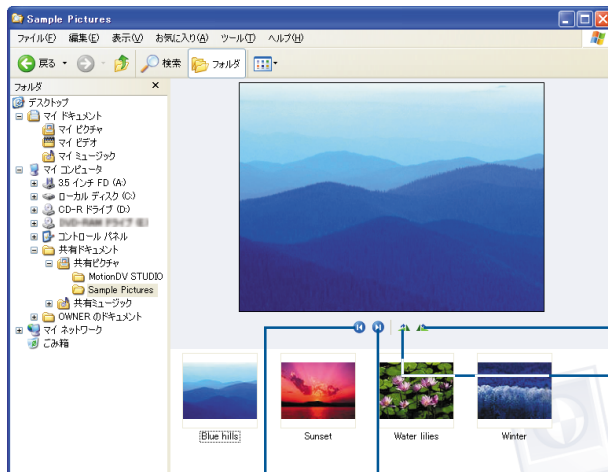 Sample Pictures
ファイル(F) 編集(E) 表示(V) お気に入り(A) ツール(T) ヘルプ(H)
戻る 検索 フォルダ
フォルダ ×
デスクトップ
マイ ドキュメント
マイ ピクチャ
マイ ビデオ
マイ ミュージック
マイ コンピュータ
3.5 インチ FD (A:)
ローカル ディスク (C:)
CD-R ドライブ (D:)
コントロール パネル
共有ドキュメント
共有ピクチャ
MotionDV STUDIO
Sample Pictures
共有ミュージック
OWNER のドキュメント
マイ ネットワーク
ごみ箱
Blue hills Sunset Water lilies Winter